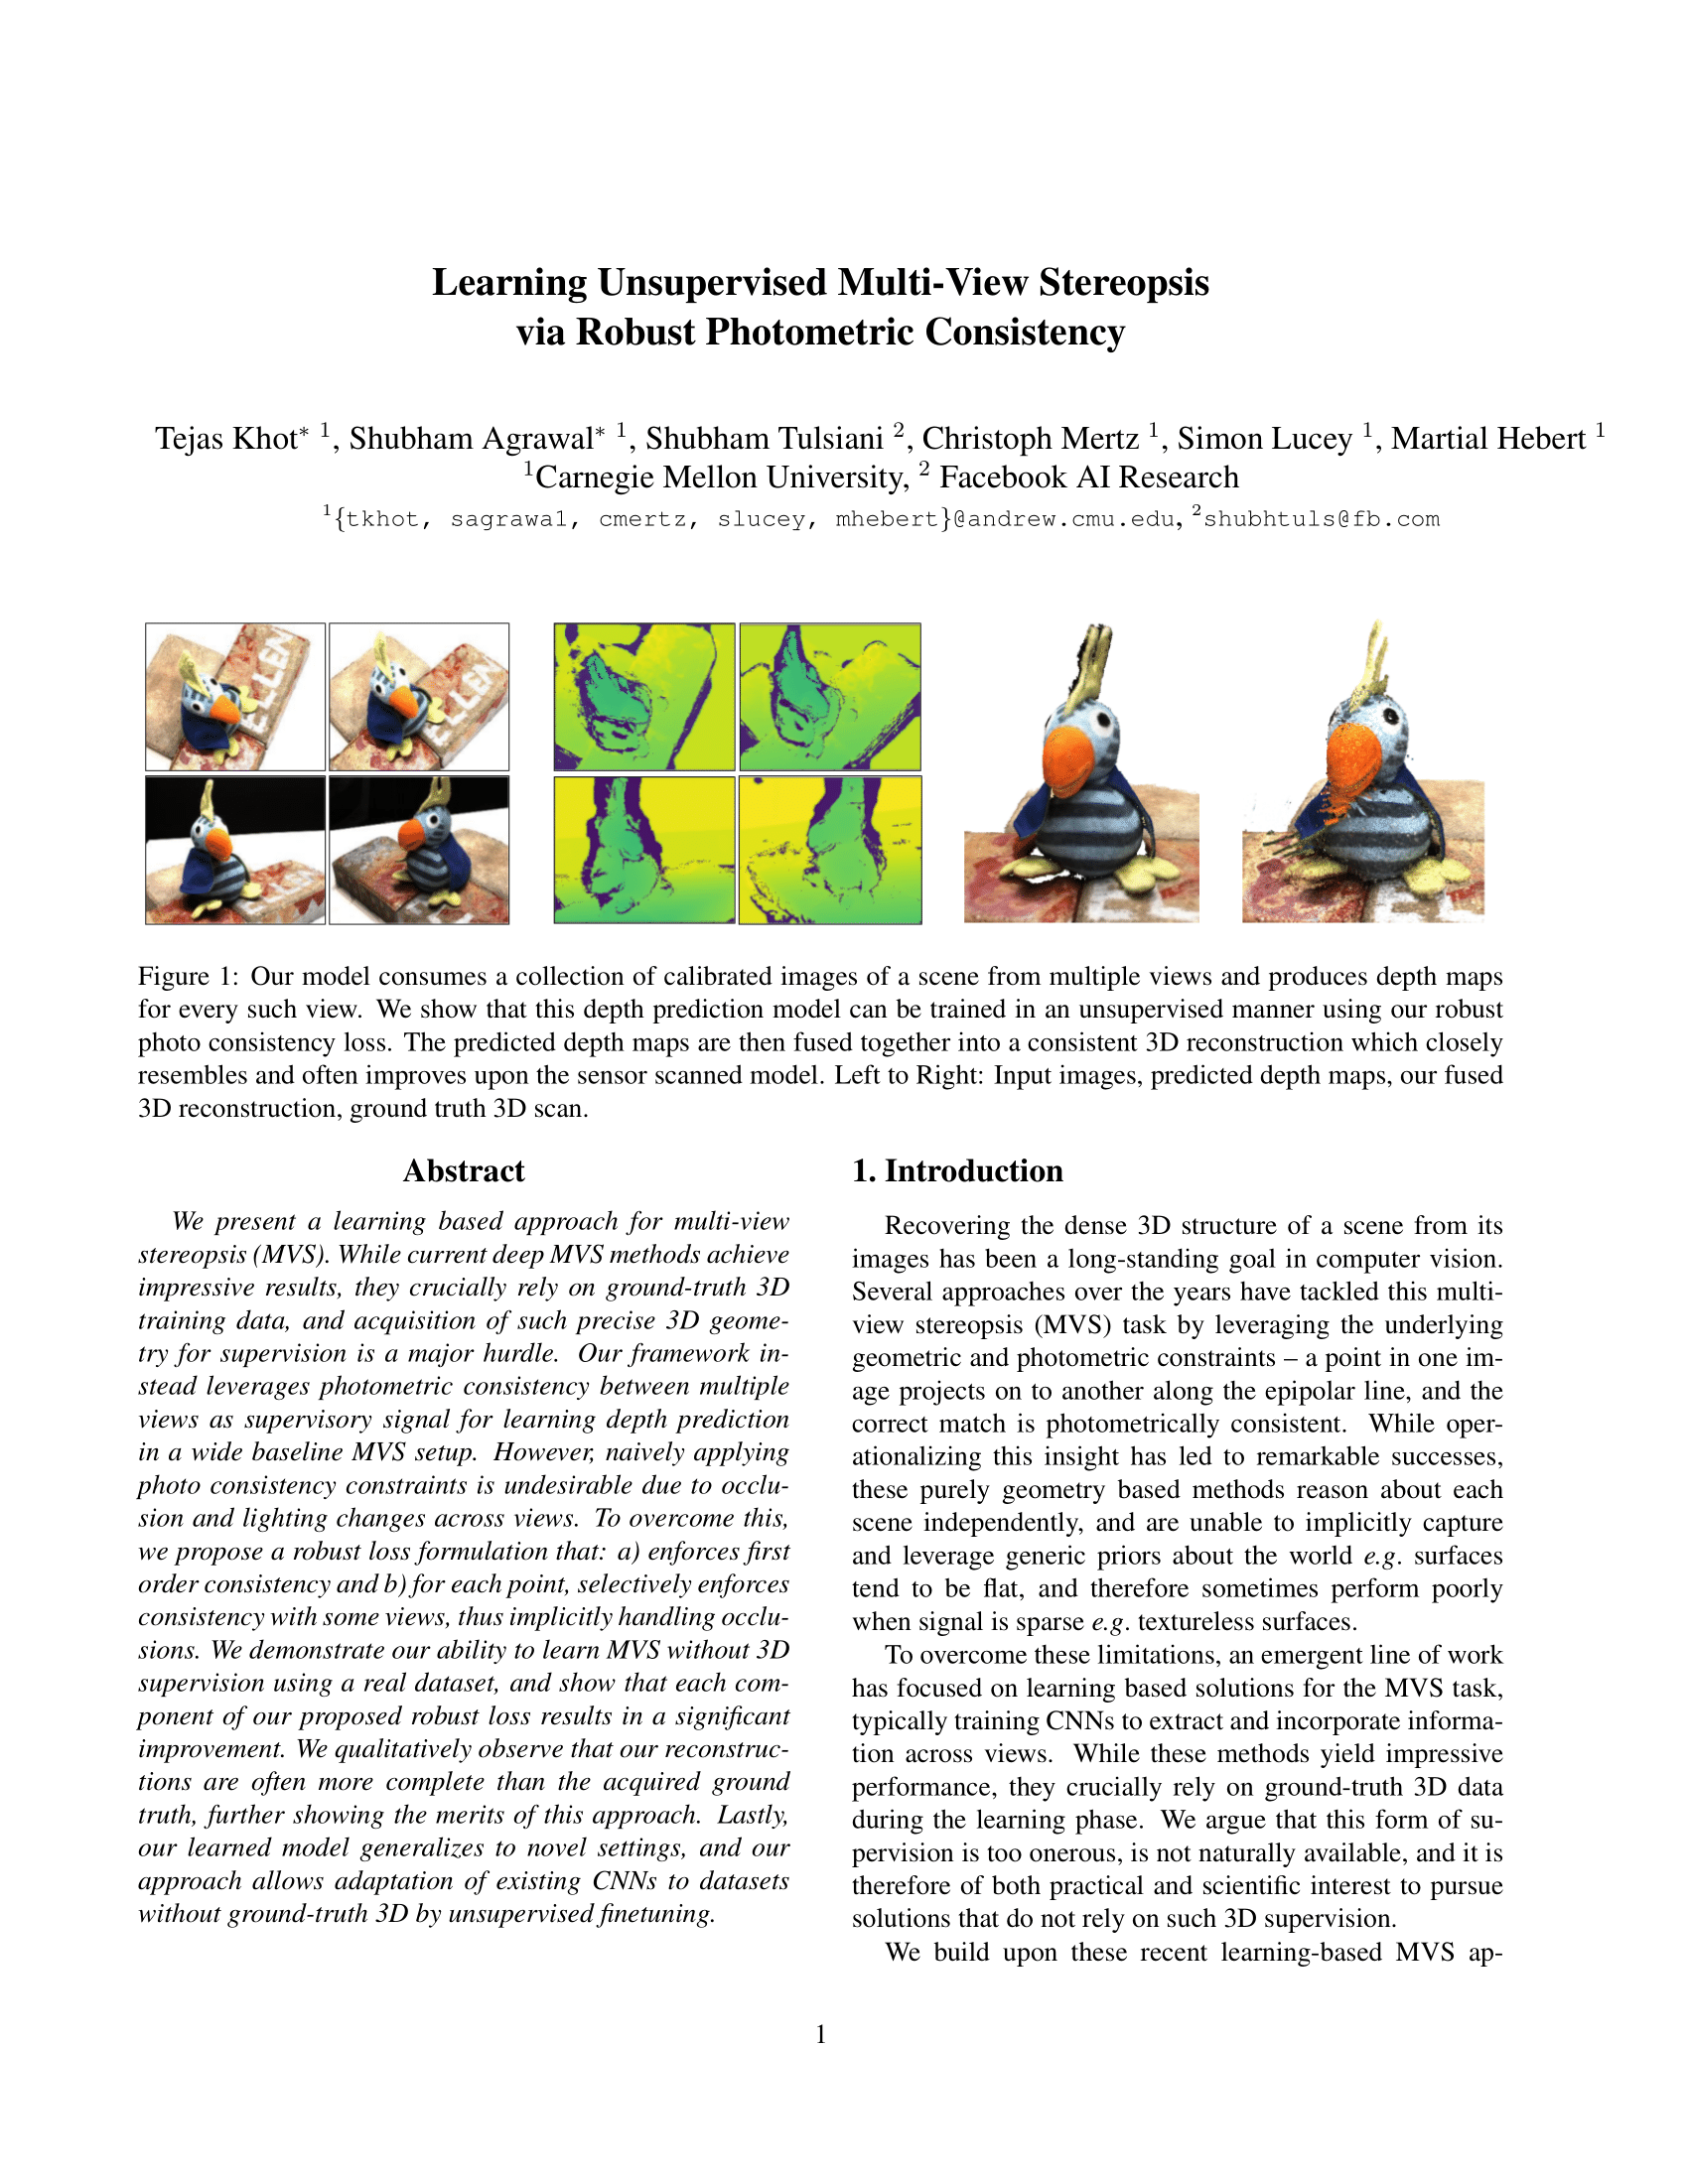 Learning Unsupervised Multi-View Stereopsis
via Robust Photometric Consistency
Tejas Khot* 1, Shubham Agrawal* 1, Shubham Tulsiani 2, Christoph Mertz 1, Simon Lucey 1, Martial Hebert 1
1Carnegie Mellon University, 2 Facebook AI Research
1{tkhot, sagrawa1, cmertz, slucey, mhebert}@andrew.cmu.edu, 2shubhtuls@fb.com
ELLEN
ELLEN
Figure 1: Our model consumes a collection of calibrated images of a scene from multiple views and produces depth maps
for every such view. We show that this depth prediction model can be trained in an unsupervised manner using our robust
photo consistency loss. The predicted depth maps are then fused together into a consistent 3D reconstruction which closely
resembles and often improves upon the sensor scanned model. Left to Right: Input images, predicted depth maps, our fused
3D reconstruction, ground truth 3D scan.
Abstract
We present a learning based approach for multi-view
stereopsis (MVS). While current deep MVS methods achieve
impressive results, they crucially rely on ground-truth 3D
training data, and acquisition of such precise 3D geome-
try for supervision is a major hurdle. Our framework in-
stead leverages photometric consistency between multiple
views as supervisory signal for learning depth prediction
in a wide baseline MVS setup. However, naively applying
photo consistency constraints is undesirable due to occlu-
sion and lighting changes across views. To overcome this,
we propose a robust loss formulation that: a) enforces first
order consistency and b) for each point, selectively enforces
consistency with some views, thus implicitly handling occlu-
sions. We demonstrate our ability to learn MVS without 3D
supervision using a real dataset, and show that each com-
ponent of our proposed robust loss results in a significant
improvement. We qualitatively observe that our reconstruc-
tions are often more complete than the acquired ground
truth, further showing the merits of this approach. Lastly,
our learned model generalizes to novel settings, and our
approach allows adaptation of existing CNNs to datasets
without ground-truth 3D by unsupervised finetuning.
1. Introduction
Recovering the dense 3D structure of a scene from its
images has been a long-standing goal in computer vision.
Several approaches over the years have tackled this multi-
view stereopsis (MVS) task by leveraging the underlying
geometric and photometric constraints – a point in one im-
age projects on to another along the epipolar line, and the
correct match is photometrically consistent. While oper-
ationalizing this insight has led to remarkable successes,
these purely geometry based methods reason about each
scene independently, and are unable to implicitly capture
and leverage generic priors about the world e.g. surfaces
tend to be flat, and therefore sometimes perform poorly
when signal is sparse e.g. textureless surfaces.
To overcome these limitations, an emergent line of work
has focused on learning based solutions for the MVS task,
typically training CNNs to extract and incorporate informa-
tion across views. While these methods yield impressive
performance, they crucially rely on ground-truth 3D data
during the learning phase. We argue that this form of su-
pervision is too onerous, is not naturally available, and it is
therefore of both practical and scientific interest to pursue
solutions that do not rely on such 3D supervision.
We build upon these recent learning-based MVS ap-
1